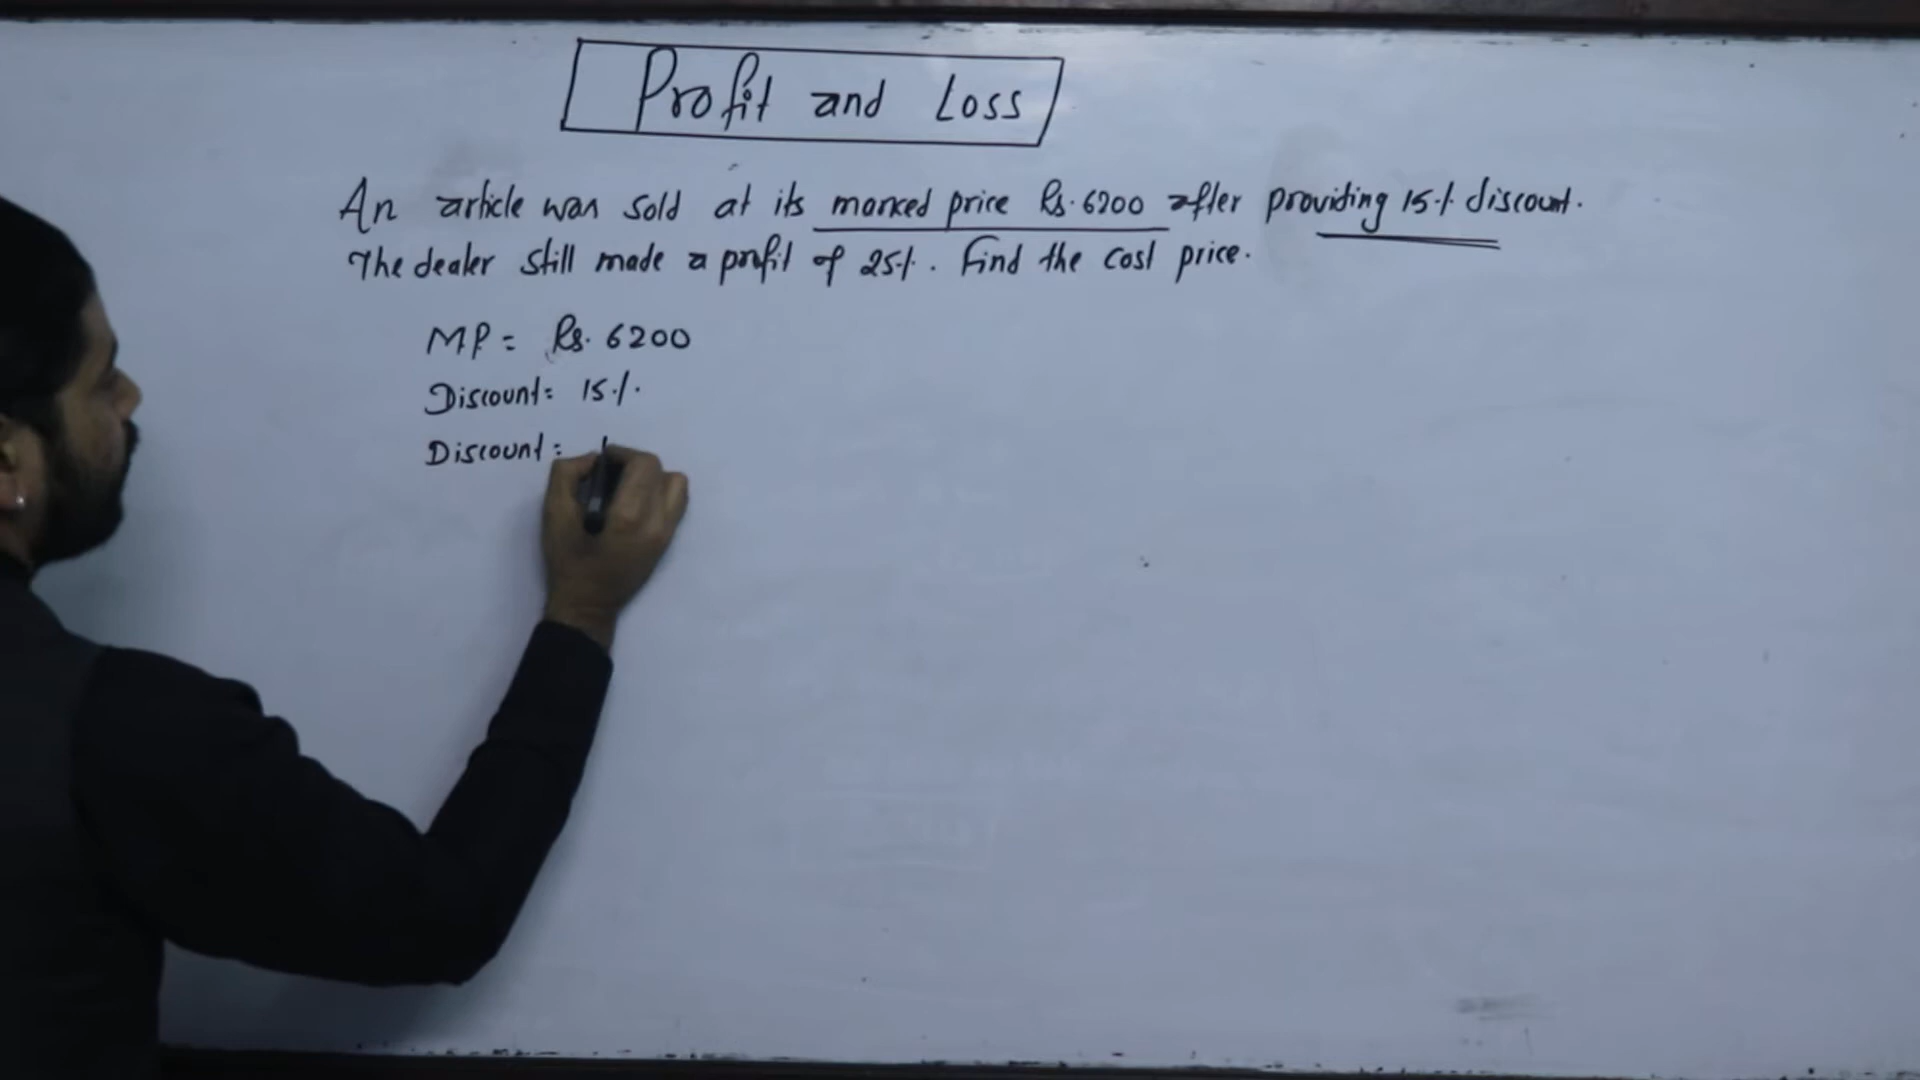 Profit and Loss
An article was sold at its marked price Rs. 6200 after providing 15% discount.
The dealer still made a profit of 25%. Find the cost price.
MP = Rs. 6200
Discount = 15%
Discount =